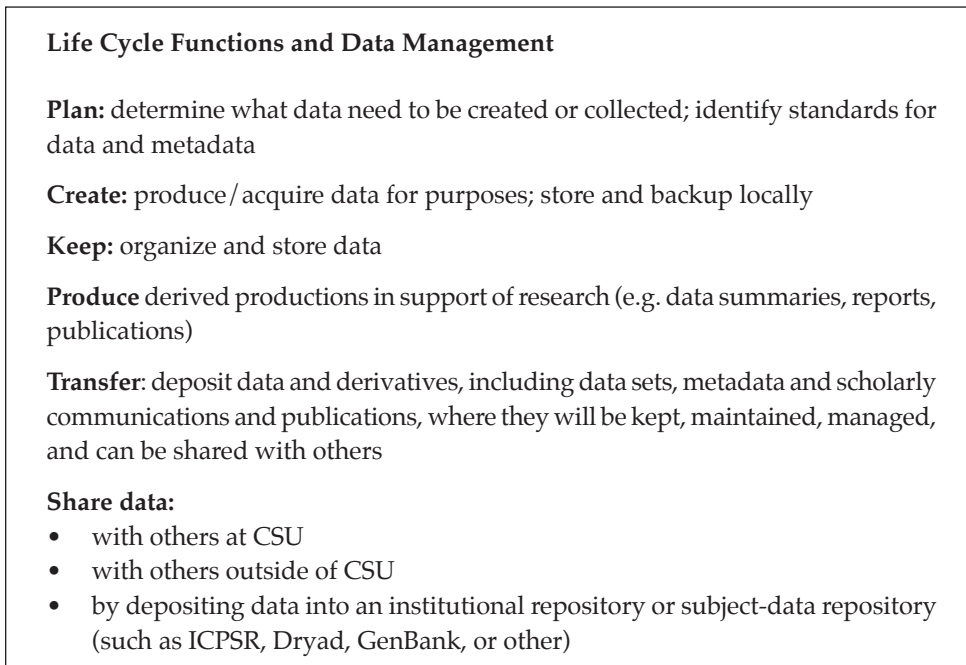 Life Cycle Functions and Data Management
Plan: determine what data need to be created or collected; identify standards for
data and metadata
Create: produce/acquire data for purposes; store and backup locally
Keep: organize and store data
Produce derived productions in support of research (e.g. data summaries, reports,
publications)
Transfer: deposit data and derivatives, including data sets, metadata and scholarly
communications and publications, where they will be kept, maintained, managed,
and can be shared with others
Share data:
• with others at CSU
• with others outside of CSU
• by depositing data into an institutional repository or subject-data repository
(such as ICPSR, Dryad, GenBank, or other)